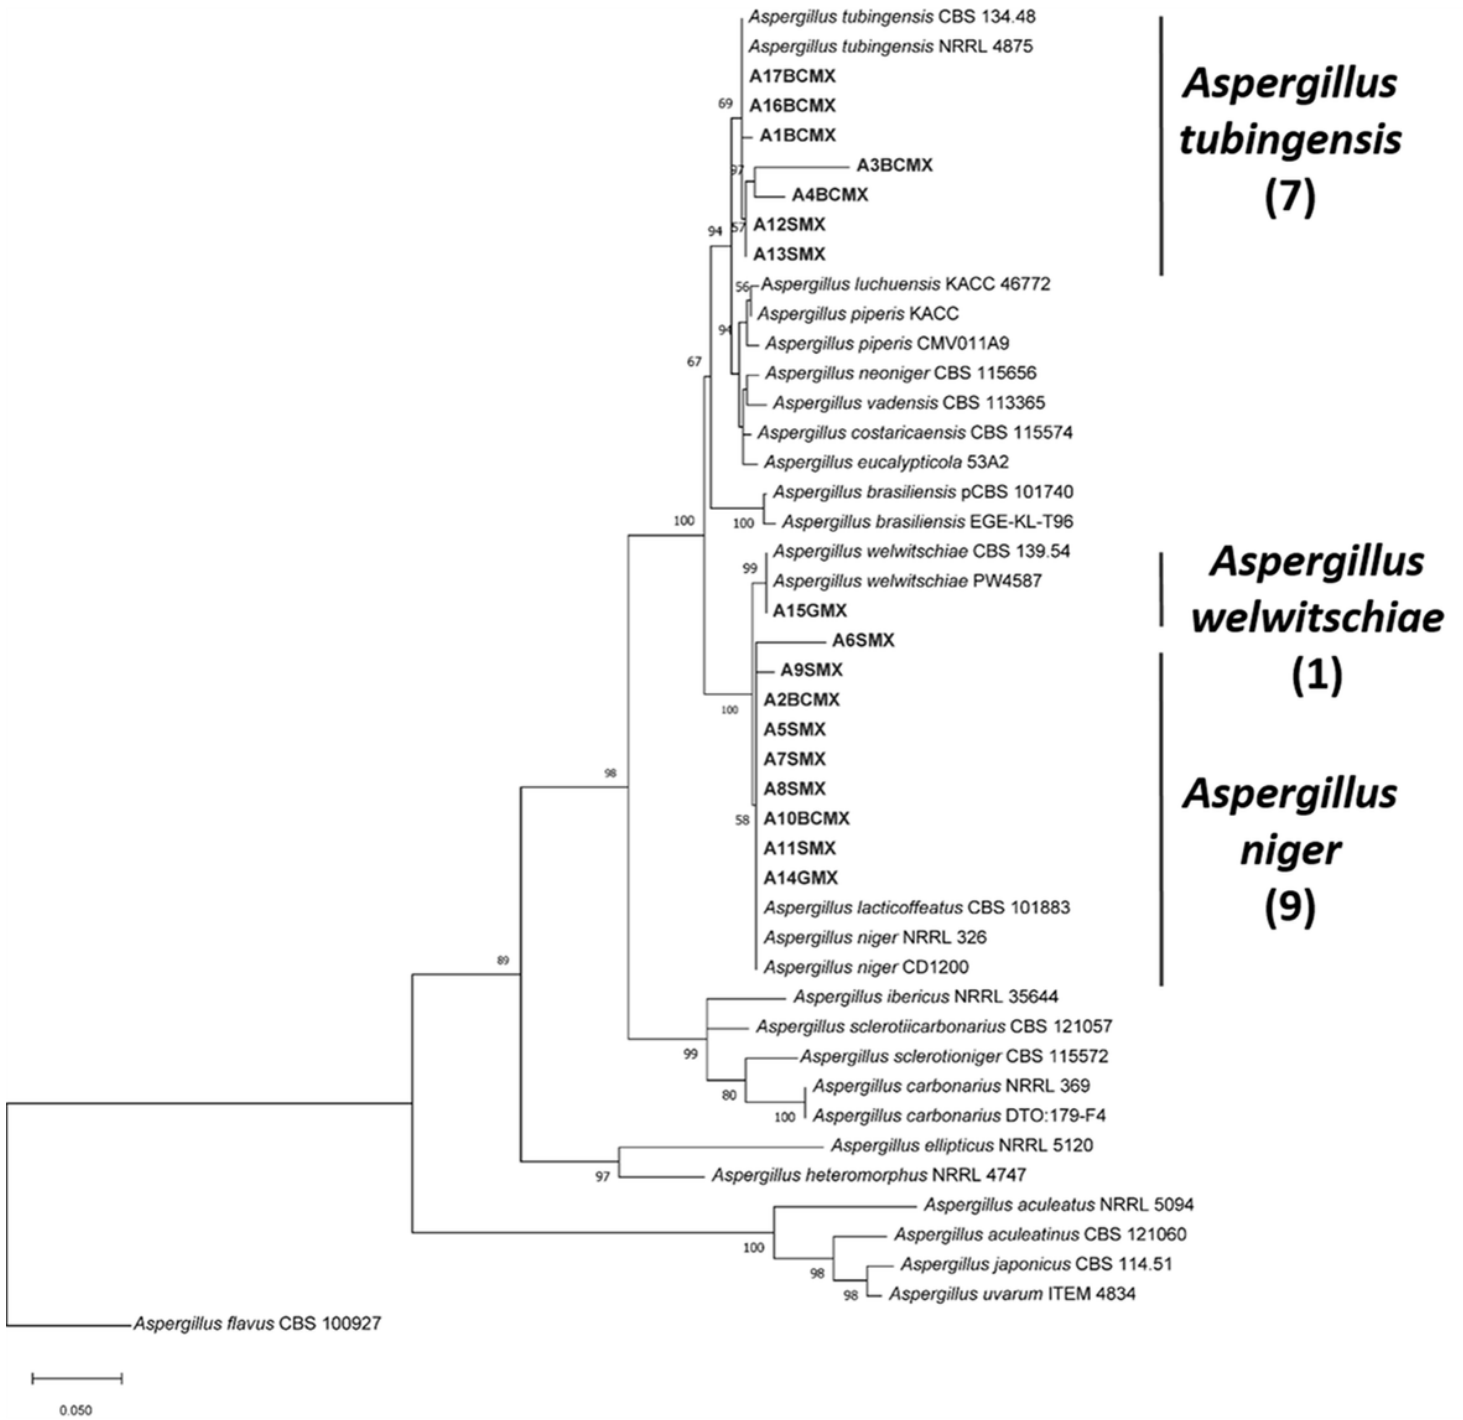 Aspergillus tubingensis CBS 134.48
Aspergillus tubingensis NRRL 4875
A17BCMX
69
A16BCMX
A1BCMX
97
A3BCMX
A4BCMX
57
A12SMX
94
A13SMX
Aspergillus
tubingensis
(7)
56
Aspergillus luchuensis KACC 46772
Aspergillus piperis KACC
94
Aspergillus piperis CMV011A9
67
Aspergillus neoniger CBS 115656
Aspergillus vadensis CBS 113365
Aspergillus costaricaensis CBS 115574
Aspergillus eucalypticola 53A2
Aspergillus brasiliensis pCBS 101740
100
100
Aspergillus brasiliensis EGE-KL-T96
Aspergillus welwitschiae CBS 139.54
99
Aspergillus welwitschiae PW4587
A15GMX
Aspergillus
welwitschiae
(1)
A6SMX
A9SMX
A2BCMX
100
A5SMX
A7SMX
98
A8SMX
58
A10BCMX
A11SMX
A14GMX
Aspergillus lacticoffeatus CBS 101883
Aspergillus niger NRRL 326
Aspergillus niger CD1200
Aspergillus
niger
(9)
89
Aspergillus ibericus NRRL 35644
Aspergillus sclerotiicarbonarius CBS 121057
99
Aspergillus sclerotioniger CBS 115572
Aspergillus carbonarius NRRL 369
80
100
Aspergillus carbonarius DTO:179-F4
Aspergillus ellipticus NRRL 5120
97
Aspergillus heteromorphus NRRL 4747
Aspergillus aculeatus NRRL 5094
Aspergillus aculeatinus CBS 121060
100
Aspergillus japonicus CBS 114.51
98
98
Aspergillus uvarum ITEM 4834
Aspergillus flavus CBS 100927
0.050